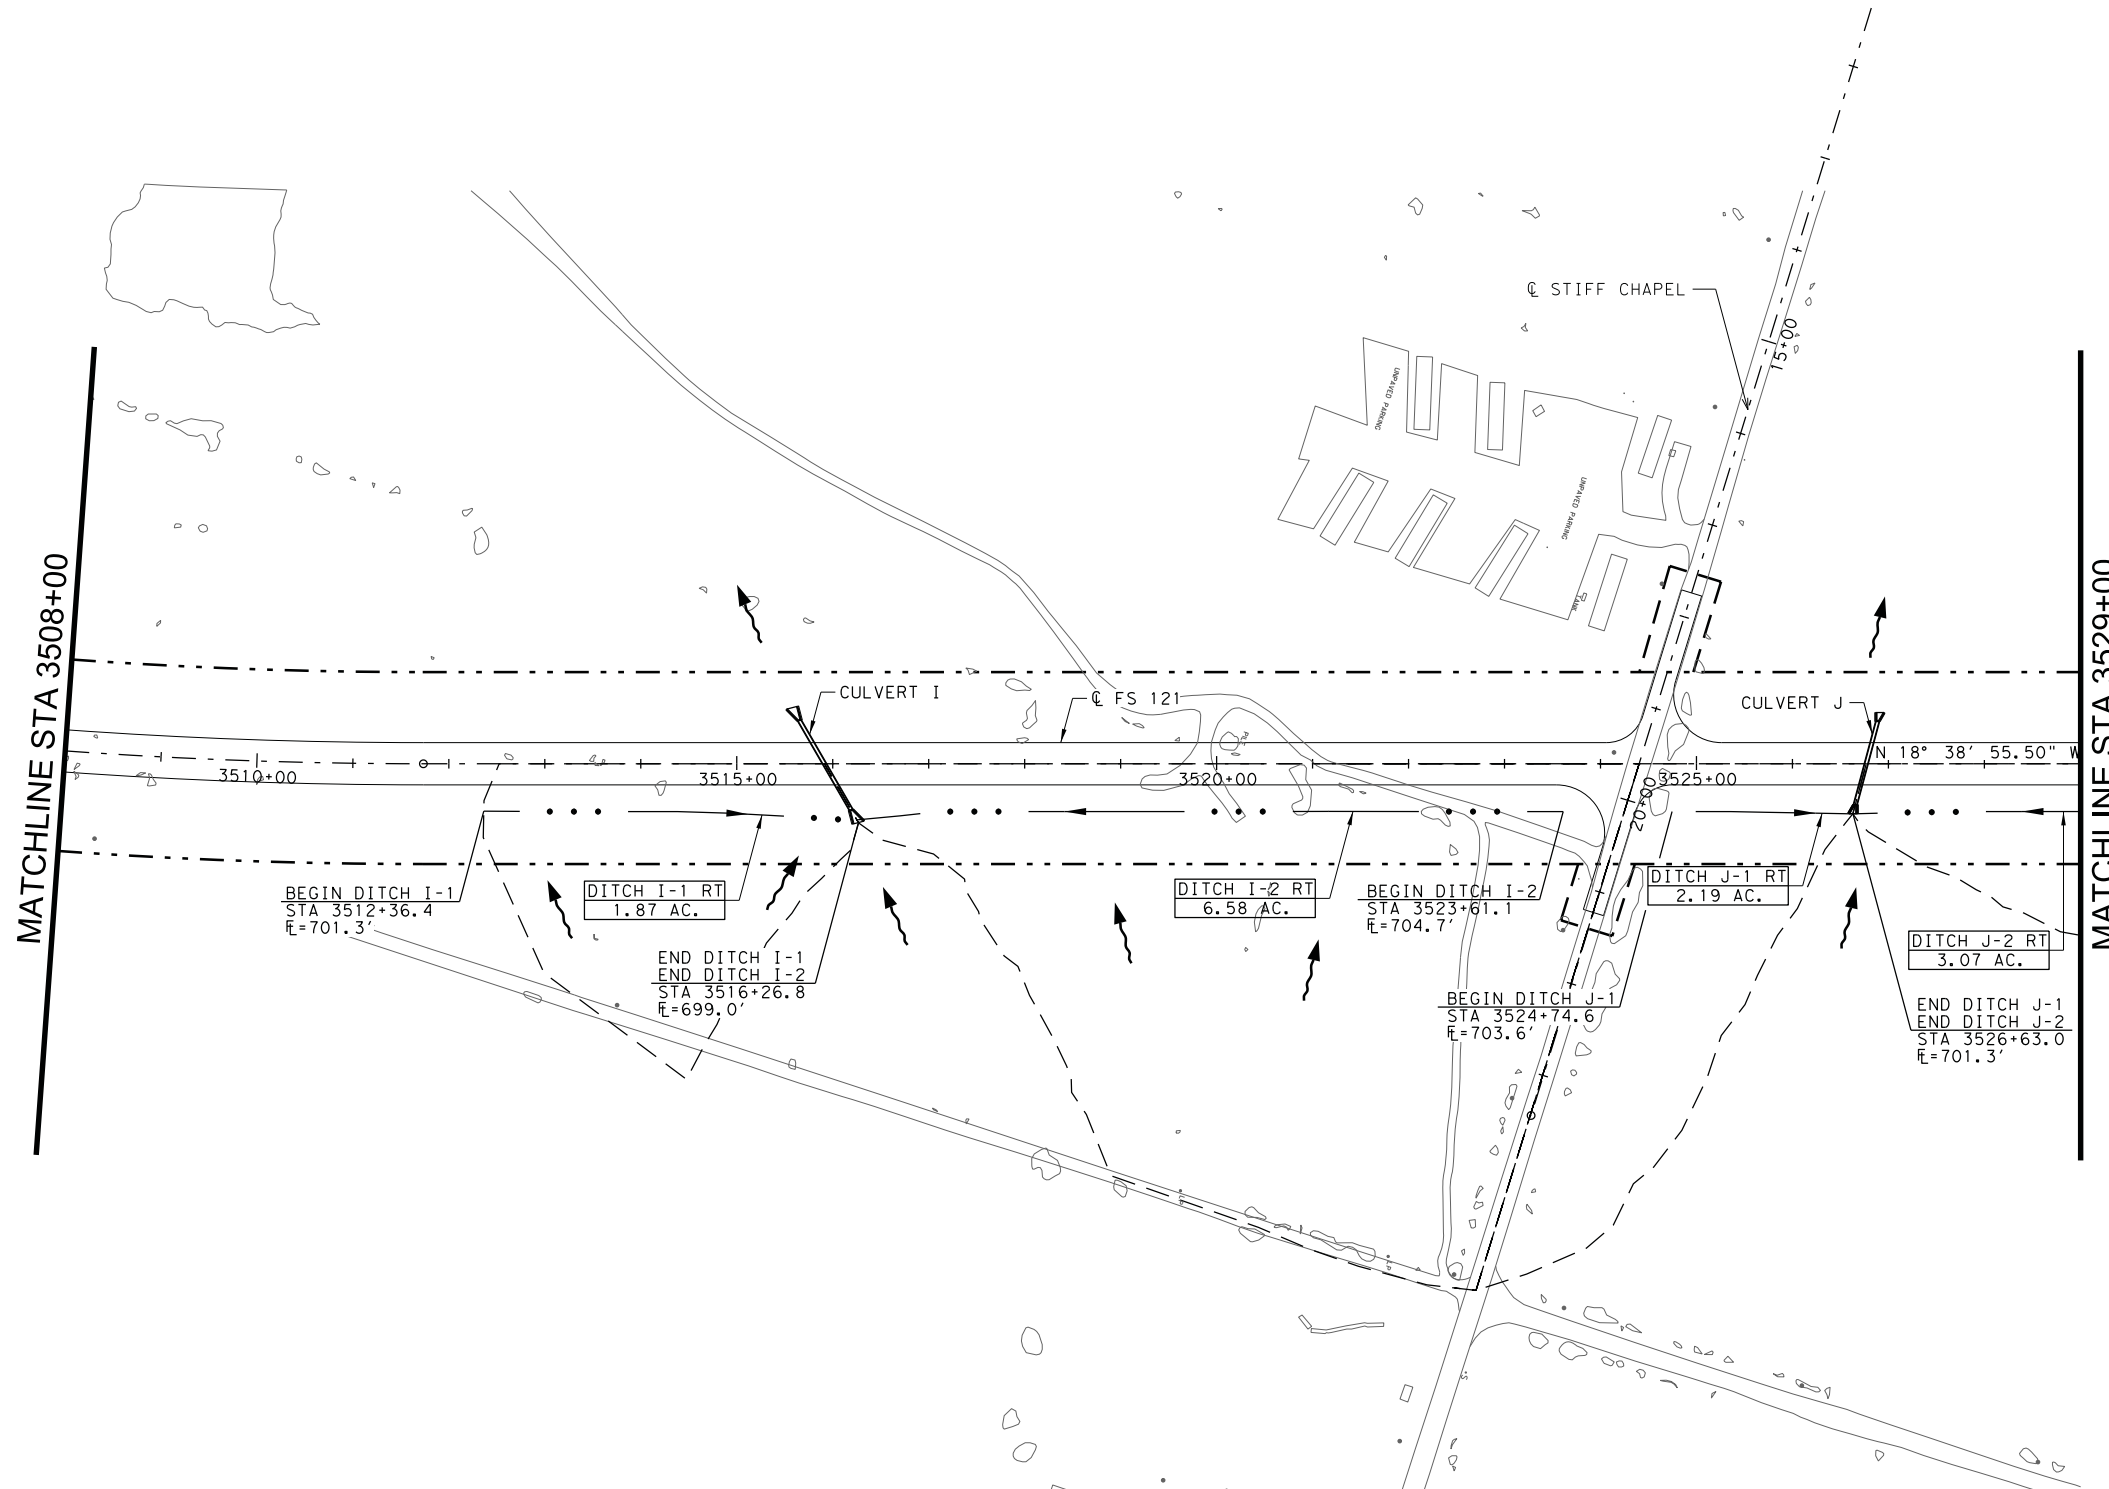 ℄ STIFF CHAPEL
15+00
UNPAVED PARKING
UNPAVED PARKING
TANK
MATCHLINE STA 3508+00
MATCHLINE STA 3529+00
CULVERT I
℄ FS 121
CULVERT J
N 18° 38' 55.50" W
3510+00
3515+00
3520+00
3525+00
20+00
BEGIN DITCH I-1
STA 3512+36.4
FL=701.3'
DITCH I-1 RT
1.87 AC.
END DITCH I-1
END DITCH I-2
STA 3516+26.8
FL=699.0'
DITCH I-2 RT
6.58 AC.
BEGIN DITCH I-2
STA 3523+61.1
FL=704.7'
DITCH J-1 RT
2.19 AC.
BEGIN DITCH J-1
STA 3524+74.6
FL=703.6'
DITCH J-2 RT
3.07 AC.
END DITCH J-1
END DITCH J-2
STA 3526+63.0
FL=701.3'